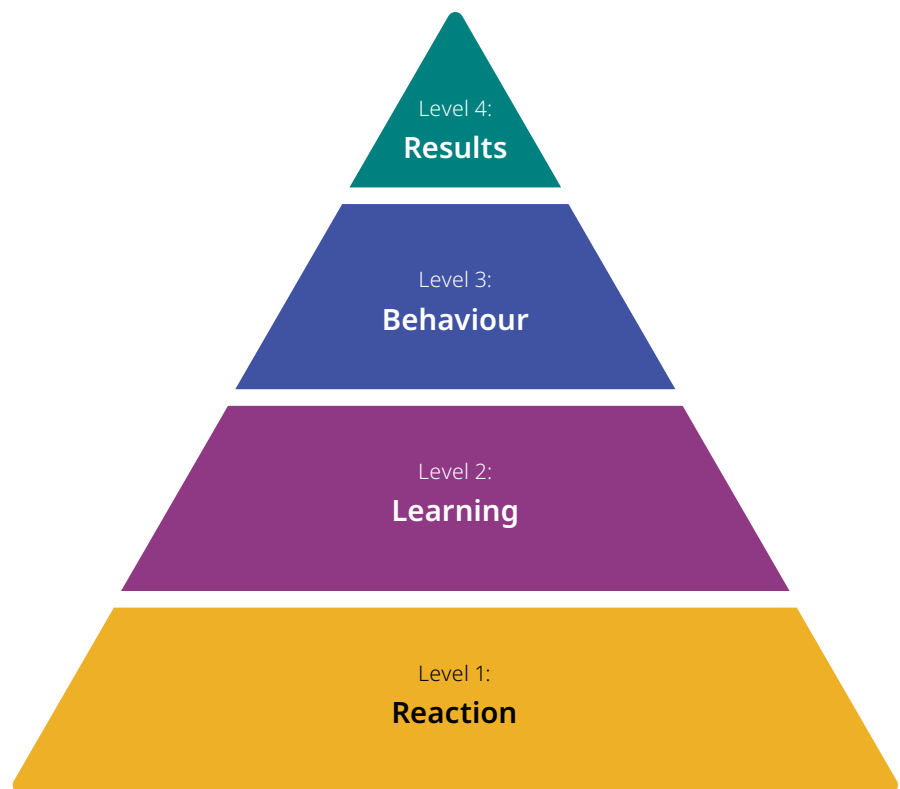 Level 4:
Results
Level 3:
Behaviour
Level 2:
Learning
Level 1:
Reaction